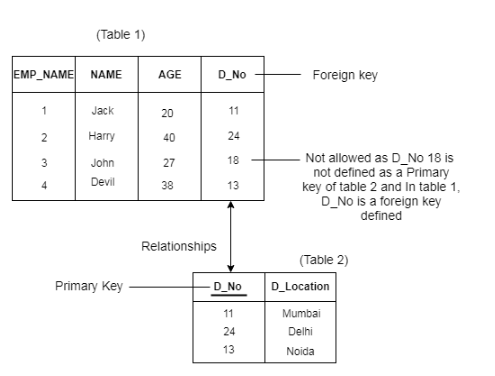 (Table 1)
EMP_NAME NAME AGE D_No Foreign key
1 Jack 20 11
2 Harry 40 24
3 John 27 18
4 Devil 38 13
Not allowed as D_No 18 is
not defined as a Primary
key of table 2 and In table 1,
D_No is a foreign key
defined
Relationships
(Table 2)
Primary Key D_No D_Location
11 Mumbai
24 Delhi
13 Noida